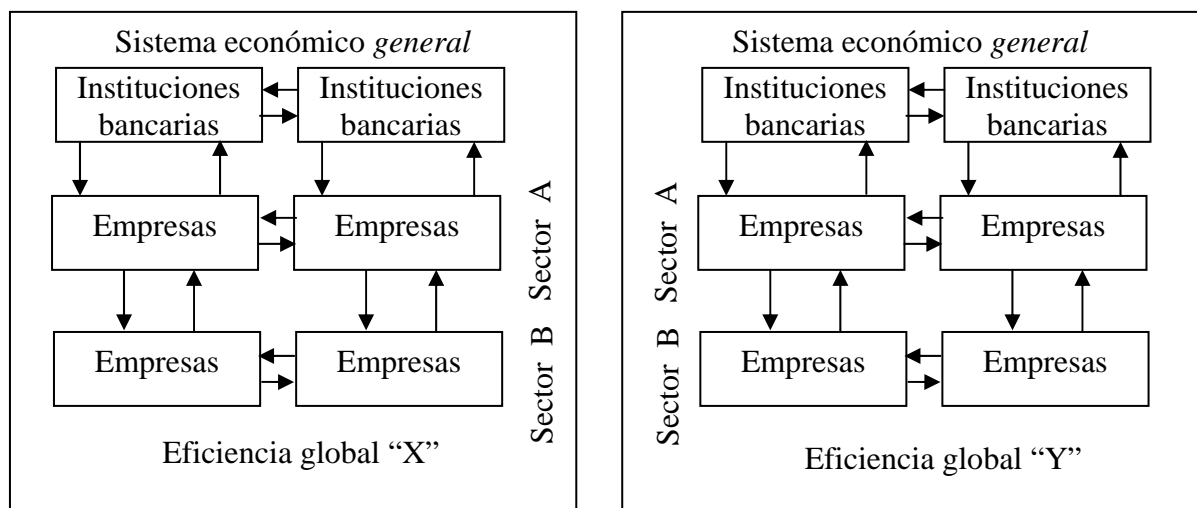 Sistema económico general
Instituciones
bancarias
Instituciones
bancarias
Empresas
Empresas
Sector A
Empresas
Empresas
Sector B
Eficiencia global “X”
Sistema económico general
Instituciones
bancarias
Instituciones
bancarias
Sector A
Empresas
Empresas
Sector B
Empresas
Empresas
Eficiencia global “Y”